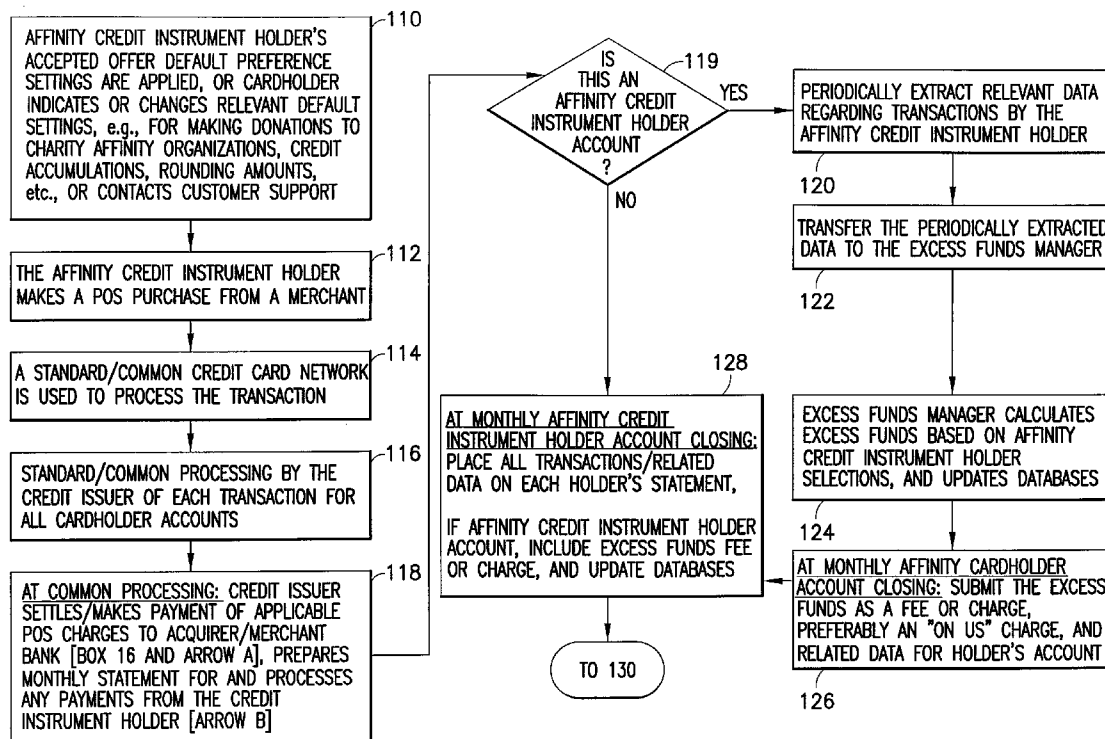 110
AFFINITY CREDIT INSTRUMENT HOLDER'S
ACCEPTED OFFER DEFAULT PREFERENCE
SETTINGS ARE APPLIED, OR CARDHOLDER
INDICATES OR CHANGES RELEVANT DEFAULT
SETTINGS, e.g., FOR MAKING DONATIONS TO
CHARITY AFFINITY ORGANIZATIONS, CREDIT
ACCUMULATIONS, ROUNDING AMOUNTS,
etc., OR CONTACTS CUSTOMER SUPPORT
112
THE AFFINITY CREDIT INSTRUMENT HOLDER
MAKES A POS PURCHASE FROM A MERCHANT
114
A STANDARD/COMMON CREDIT CARD NETWORK
IS USED TO PROCESS THE TRANSACTION
116
STANDARD/COMMON PROCESSING BY THE
CREDIT ISSUER OF EACH TRANSACTION FOR
ALL CARDHOLDER ACCOUNTS
118
AT COMMON PROCESSING: CREDIT ISSUER
SETTLES/MAKES PAYMENT OF APPLICABLE
POS CHARGES TO ACQUIRER/MERCHANT
BANK [BOX 16 AND ARROW A], PREPARES
MONTHLY STATEMENT FOR AND PROCESSES
ANY PAYMENTS FROM THE CREDIT
INSTRUMENT HOLDER [ARROW B]
119
IS
THIS AN
AFFINITY CREDIT
INSTRUMENT HOLDER
ACCOUNT
?
YES
NO
PERIODICALLY EXTRACT RELEVANT DATA
REGARDING TRANSACTIONS BY THE
AFFINITY CREDIT INSTRUMENT HOLDER
120
TRANSFER THE PERIODICALLY EXTRACTED
DATA TO THE EXCESS FUNDS MANAGER
122
EXCESS FUNDS MANAGER CALCULATES
EXCESS FUNDS BASED ON AFFINITY
CREDIT INSTRUMENT HOLDER
SELECTIONS, AND UPDATES DATABASES
124
AT MONTHLY AFFINITY CARDHOLDER
ACCOUNT CLOSING: SUBMIT THE EXCESS
FUNDS AS A FEE OR CHARGE,
PREFERABLY AN "ON US" CHARGE, AND
RELATED DATA FOR HOLDER'S ACCOUNT
126
128
AT MONTHLY AFFINITY CREDIT
INSTRUMENT HOLDER ACCOUNT CLOSING:
PLACE ALL TRANSACTIONS/RELATED
DATA ON EACH HOLDER'S STATEMENT,
IF AFFINITY CREDIT INSTRUMENT HOLDER
ACCOUNT, INCLUDE EXCESS FUNDS FEE
OR CHARGE, AND UPDATE DATABASES
TO 130